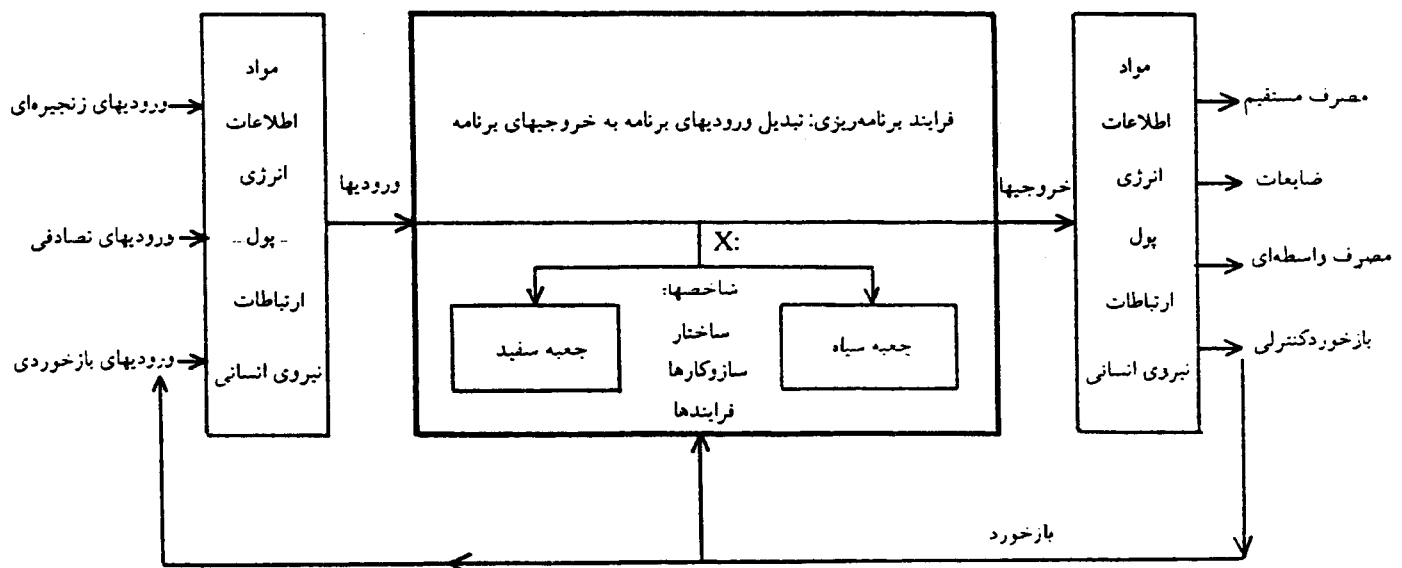 ورودیهای زنجیره‌ای
ورودیهای تصادفی
ورودیهای بازخوردی
مواد
اطلاعات
انرژی
پول
ارتباطات
نیروی انسانی
ورودیها
فرایند برنامه‌ریزی: تبدیل ورودیهای برنامه به خروجیهای برنامه
X:
جعبه سفید
شاخصها:
ساختار
سازوکارها
فرایندها
جعبه سیاه
خروجیها
مواد
اطلاعات
انرژی
پول
ارتباطات
نیروی انسانی
مصرف مستقیم
ضایعات
مصرف واسطه‌ای
بازخورد کنترلی
بازخورد